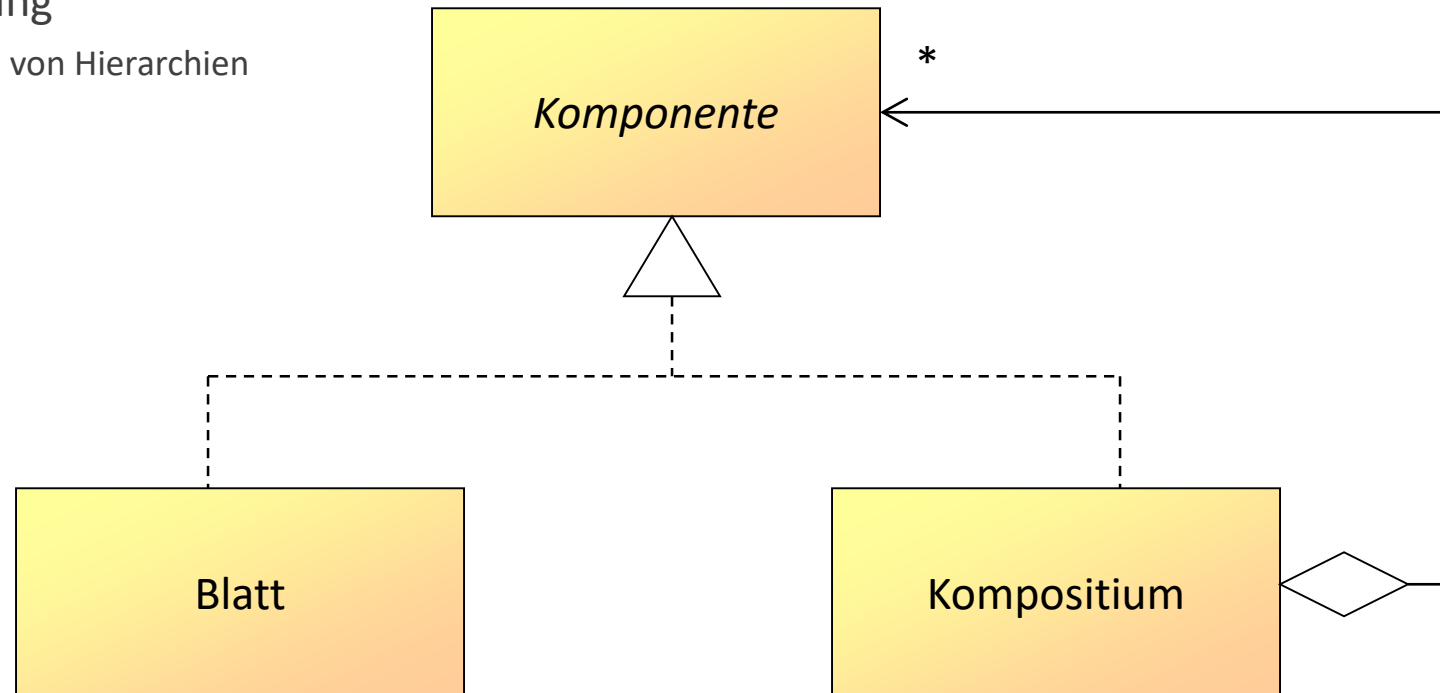 von Hierarchien
*
Komponente
Blatt
Kompositium